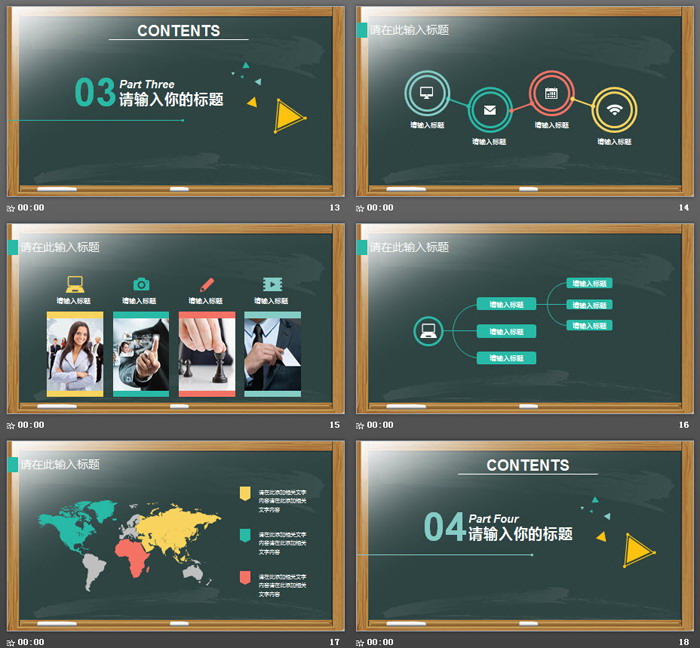 CONTENTS
03
Part Three
请输入你的标题
00:00
13
请在此输入标题
请输入标题
请输入标题
请输入标题
请输入标题
00:00
14
请在此输入标题
请输入标题
请输入标题
请输入标题
请输入标题
00:00
15
请在此输入标题
请输入标题
请输入标题
请输入标题
请输入标题
请输入标题
请输入标题
00:00
16
请在此输入标题
请在此添加相关文字
内容请在此添加相关
文字内容
请在此添加相关文字
内容请在此添加相关
文字内容
请在此添加相关文字
内容请在此添加相关
文字内容
00:00
17
CONTENTS
04
Part Four
请输入你的标题
00:00
18